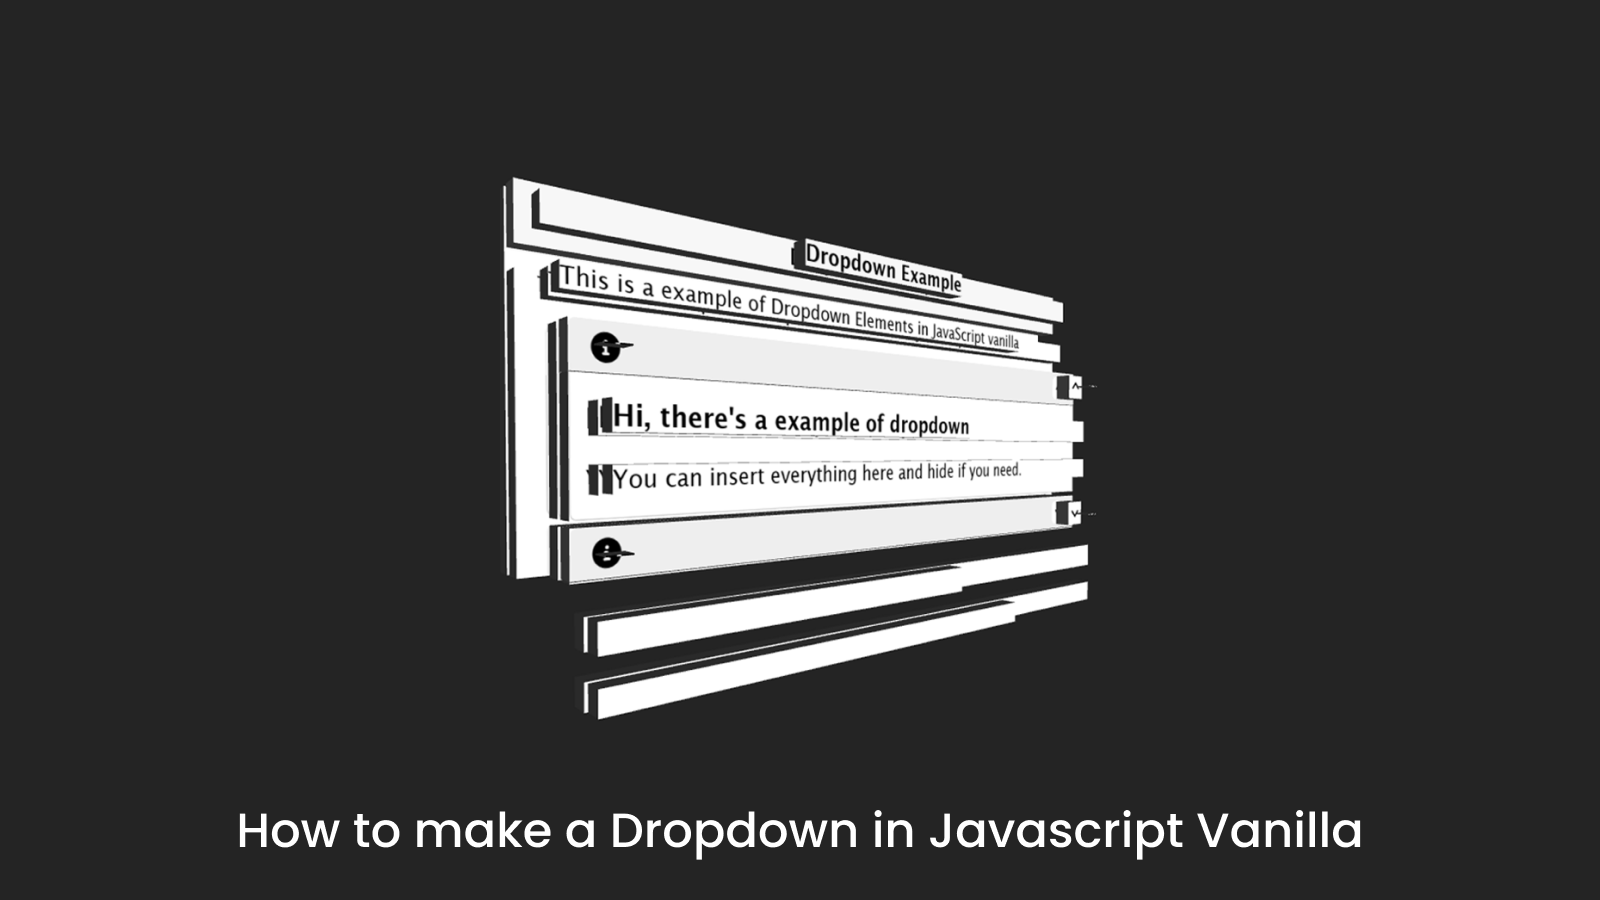 Dropdown Example
This is a example of Dropdown Elements in JavaScript vanilla
Hi, there's a example of dropdown
You can insert everything here and hide if you need.
How to make a Dropdown in Javascript Vanilla